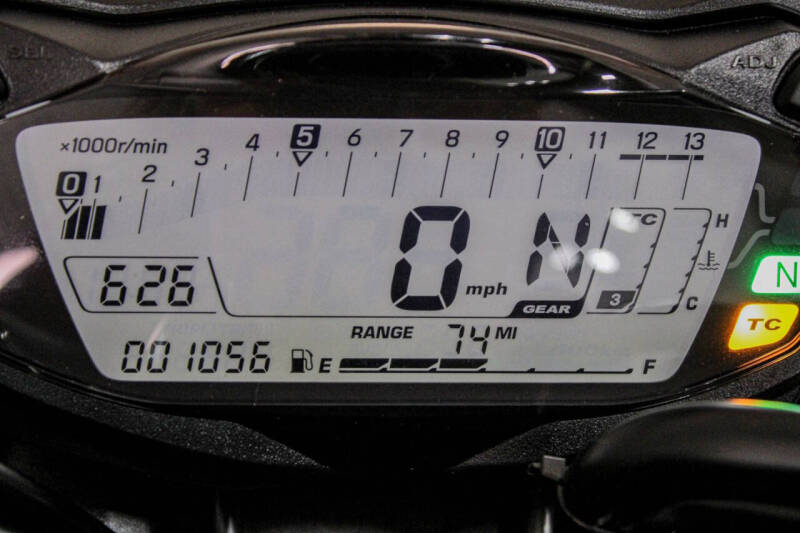 SEL
ADJ
×1000r/min
0 1 2 3 4 5 6 7 8 9 10 11 12 13
TC
H
626
0 mph
N
GEAR
3
C
N
TC
RANGE 74 MI
001056 E F